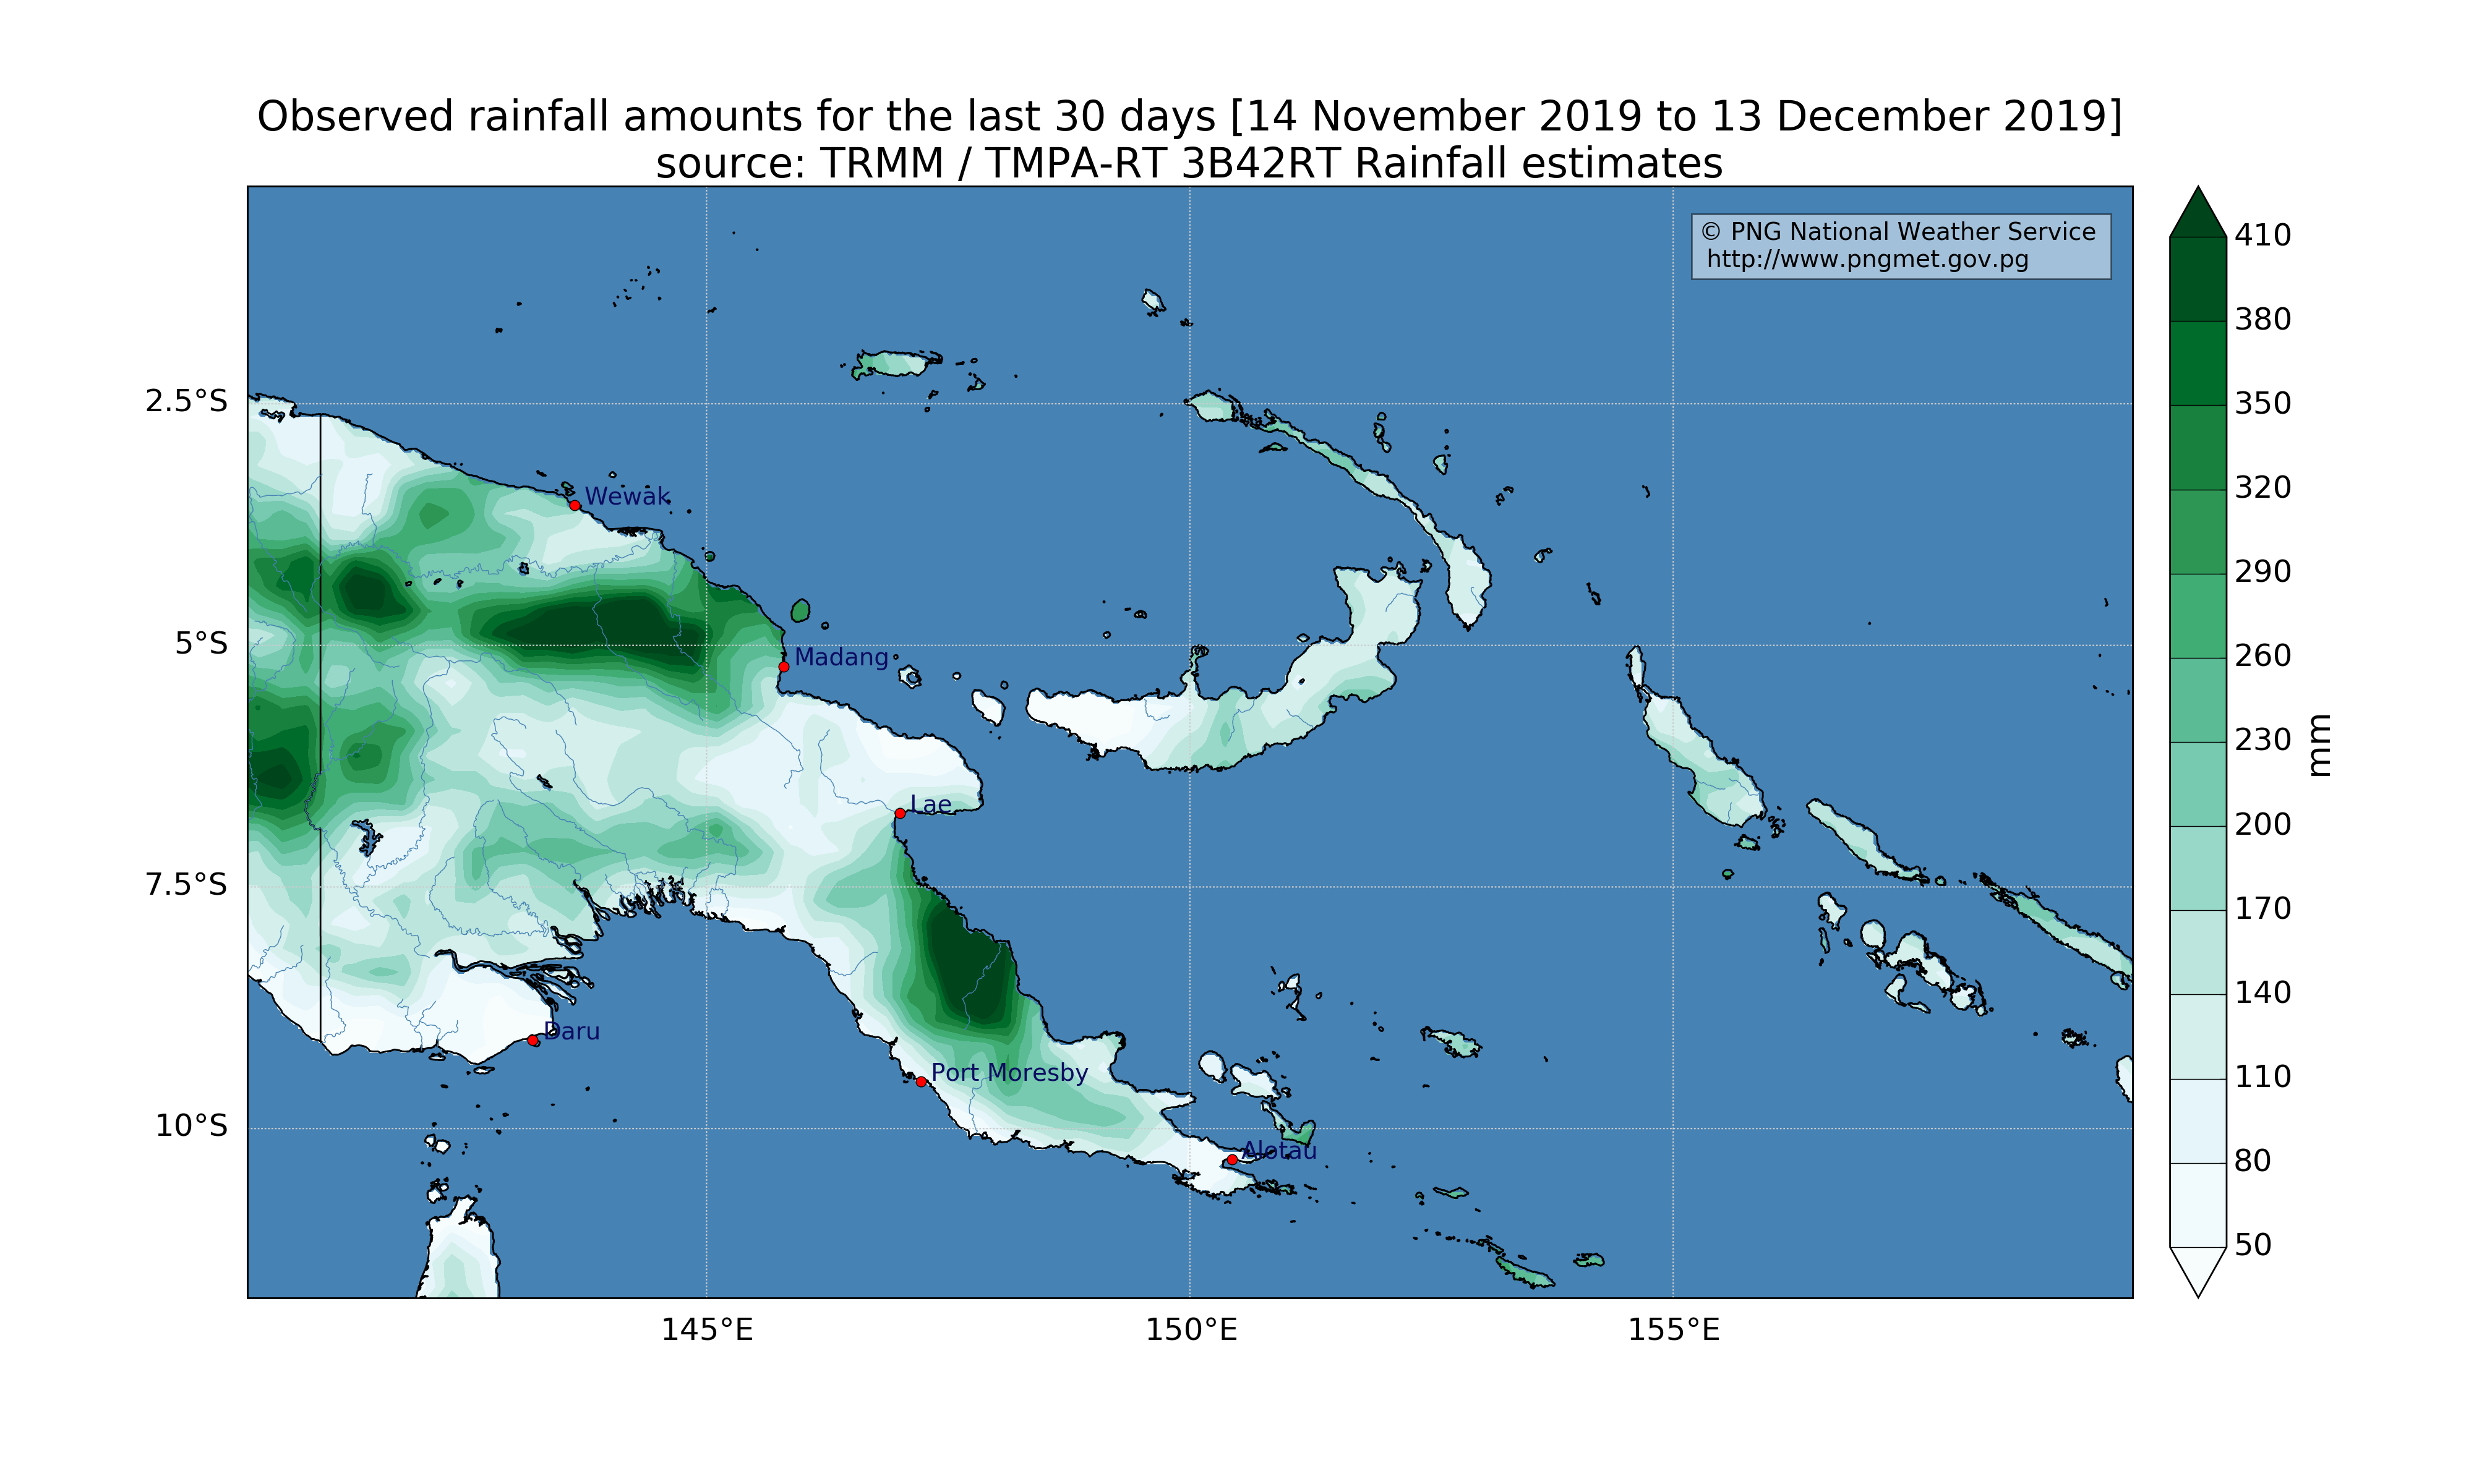 Observed rainfall amounts for the last 30 days [14 November 2019 to 13 December 2019]
source: TRMM / TMPA-RT 3B42RT Rainfall estimates
© PNG National Weather Service
http://www.pngmet.gov.pg
2.5°S
5°S
7.5°S
10°S
145°E
150°E
155°E
Wewak
Madang
Lae
Daru
Port Moresby
Alotau
410
380
350
320
290
260
230
200
170
140
110
80
50
mm